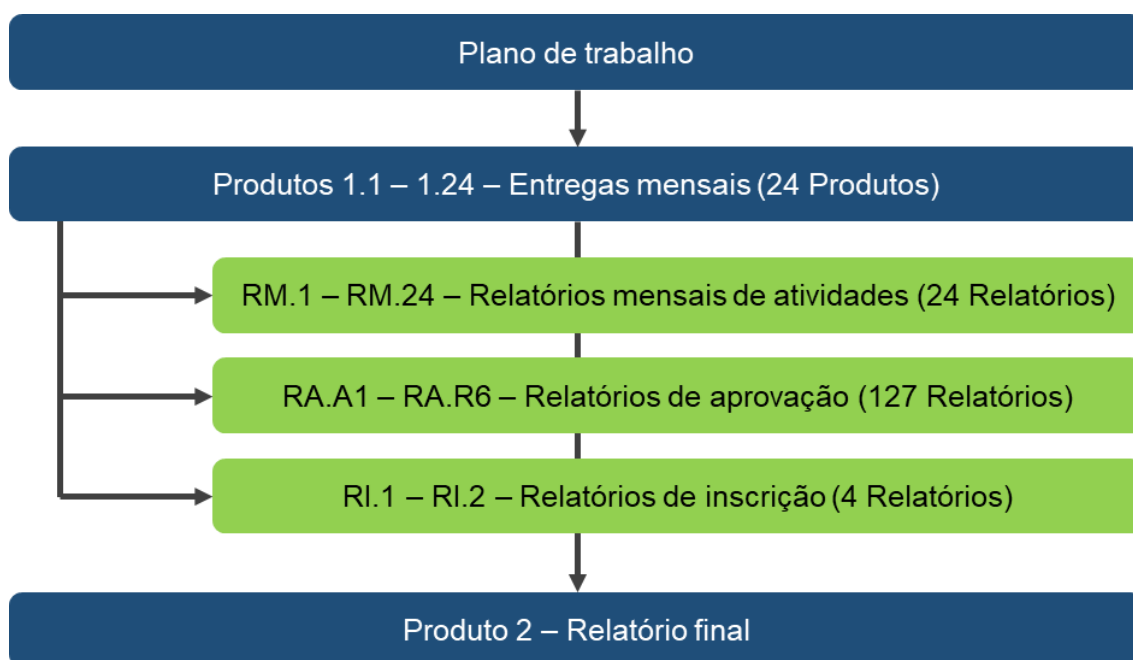 Plano de trabalho
Produtos 1.1 – 1.24 – Entregas mensais (24 Produtos)
RM.1 – RM.24 – Relatórios mensais de atividades (24 Relatórios)
RA.A1 – RA.R6 – Relatórios de aprovação (127 Relatórios)
RI.1 – RI.2 – Relatórios de inscrição (4 Relatórios)
Produto 2 – Relatório final